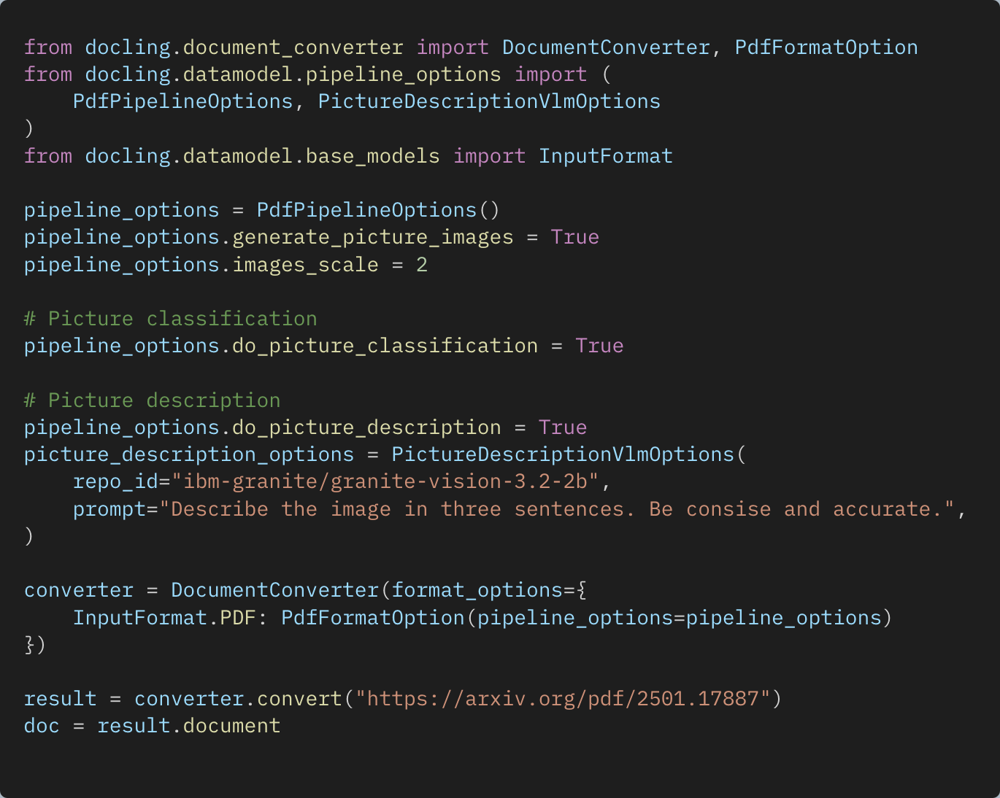 from docling.document_converter import DocumentConverter, PdfFormatOption
from docling.datamodel.pipeline_options import (
    PdfPipelineOptions, PictureDescriptionVlmOptions
)
from docling.datamodel.base_models import InputFormat

pipeline_options = PdfPipelineOptions()
pipeline_options.generate_picture_images = True
pipeline_options.images_scale = 2

# Picture classification
pipeline_options.do_picture_classification = True

# Picture description
pipeline_options.do_picture_description = True
picture_description_options = PictureDescriptionVlmOptions(
    repo_id="ibm-granite/granite-vision-3.2-2b",
    prompt="Describe the image in three sentences. Be consise and accurate.",
)

converter = DocumentConverter(format_options={
    InputFormat.PDF: PdfFormatOption(pipeline_options=pipeline_options)
})

result = converter.convert("https://arxiv.org/pdf/2501.17887")
doc = result.document